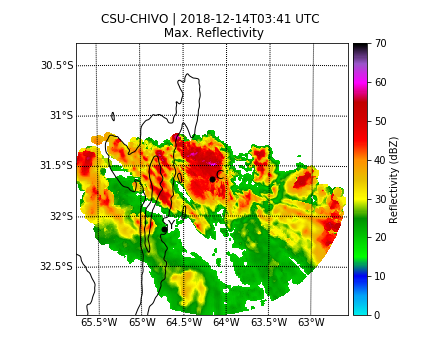 CSU-CHIVO | 2018-12-14T03:41 UTC
Max. Reflectivity
30.5°S
31°S
31.5°S
32°S
32.5°S
65.5°W
65°W
64.5°W
64°W
63.5°W
63°W
C
Y
70
60
50
40
30
20
10
0
Reflectivity (dBZ)